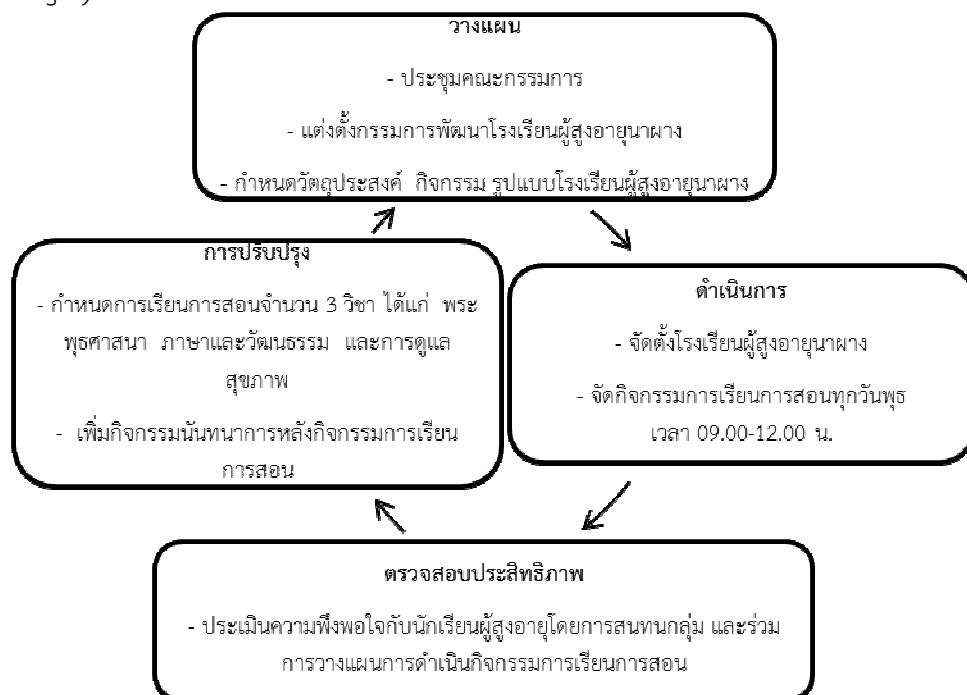 วางแผน
- ประชุมคณะกรรมการ
- แต่งตั้งกรรมการพัฒนาโรงเรียนผู้สูงอายุนาผาง
- กำหนดวัตถุประสงค์ กิจกรรม รูปแบบโรงเรียนผู้สูงอายุนาผาง
ดำเนินการ
- จัดตั้งโรงเรียนผู้สูงอายุนาผาง
- จัดกิจกรรมการเรียนการสอนทุกวันพุธ
เวลา 09.00-12.00 น.
ตรวจสอบประสิทธิภาพ
- ประเมินความพึงพอใจกับนักเรียนผู้สูงอายุโดยการสนทนกลุ่ม และร่วม
การวางแผนการดำเนินกิจกรรมการเรียนการสอน
การปรับปรุง
- กำหนดการเรียนการสอนจำนวน 3 วิชา ได้แก่ พระ
พุธศาสนา ภาษาและวัฒนธรรม และการดูแล
สุขภาพ
- เพิ่มกิจกรรมนันทนาการหลังกิจกรรมการเรียน
การสอน